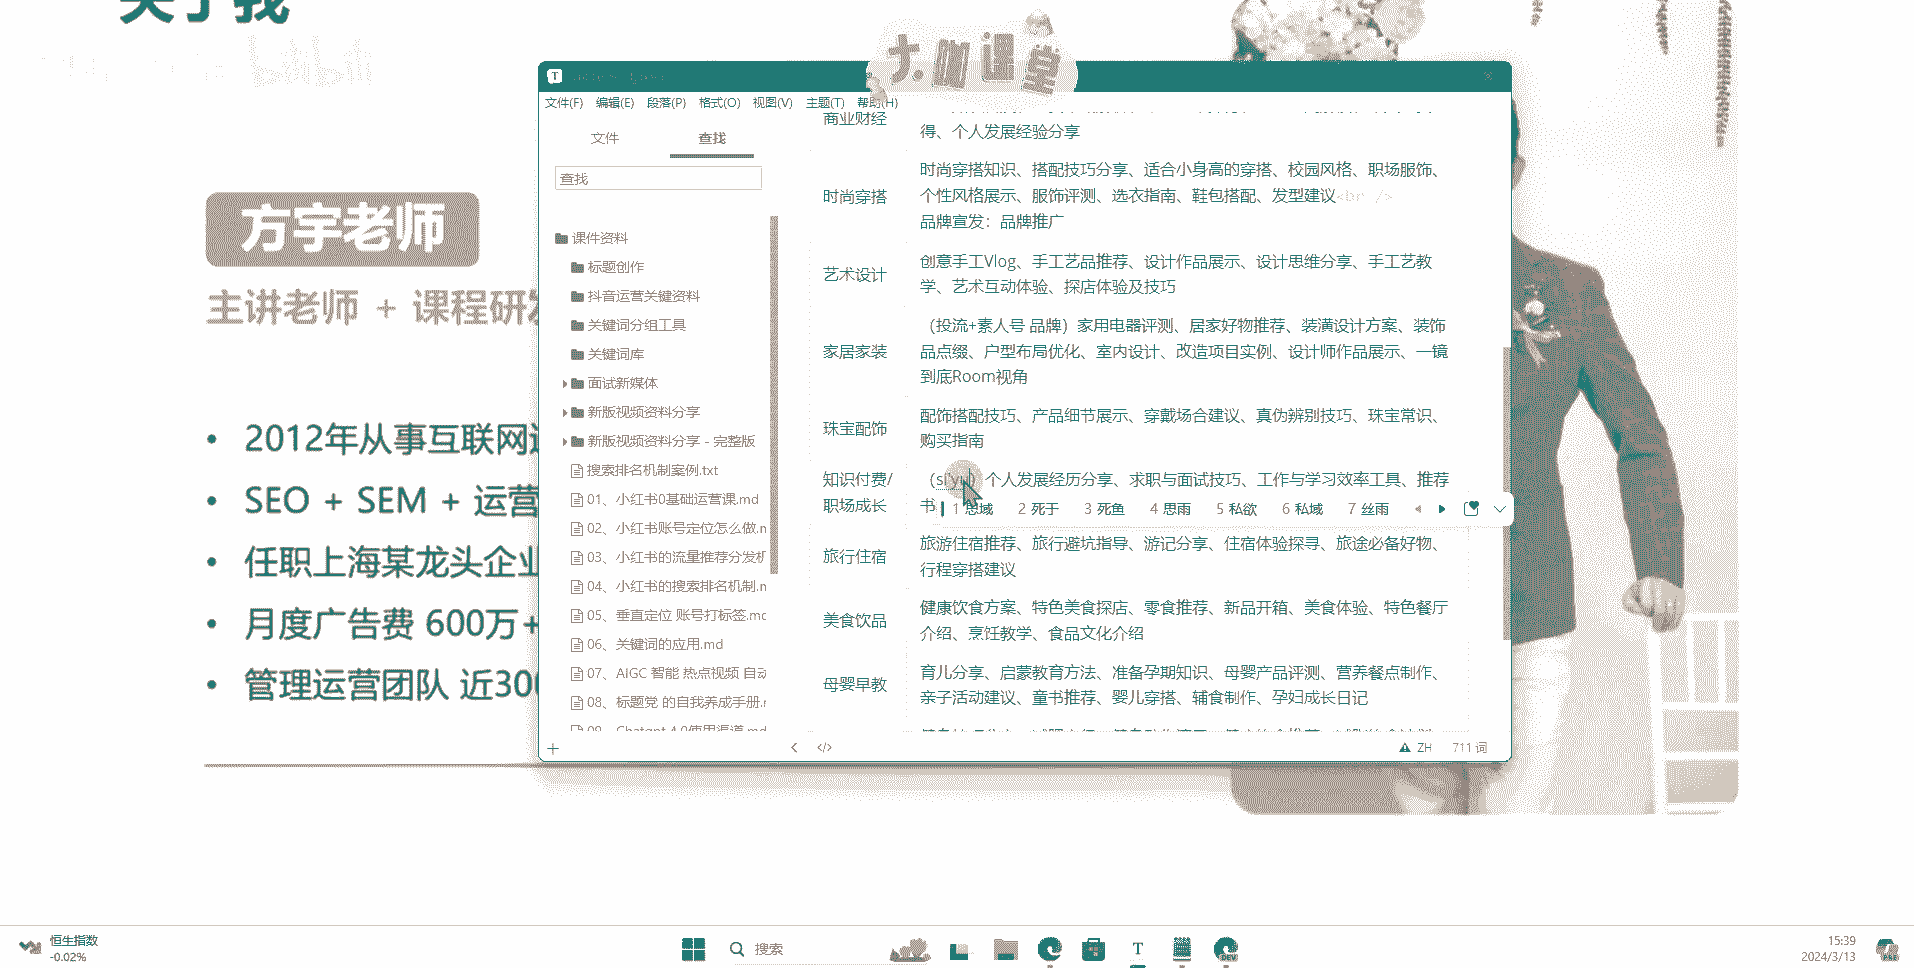 关于我
bilibili
大咖课堂
方宇老师
主讲老师 + 课程研发
• 2012年从事互联网
• SEO + SEM + 运营
• 任职上海某龙头企业
• 月度广告费 600万+
• 管理运营团队 近300
文件(F) 编辑(E) 段落(P) 格式(O) 视图(V) 主题(T) 帮助(H)
文件 查找
查找
课件资料
标题创作
抖音运营关键资料
关键词分组工具
关键词库
面试新媒体
新版视频资料分享
新版视频资料分享 - 完整版
搜索排名机制案例.txt
01、小红书0基础运营课.md
02、小红书账号定位怎么做.m
03、小红书的流量推荐分发机
04、小红书的搜索排名机制.m
05、垂直定位 账号打标签.md
06、关键词的应用.md
07、AIGC 智能 热点视频 自动
08、标题党 的自我养成手册.m
09、Chatgpt 4.0使用渠道.md
商业财经
得、个人发展经验分享
时尚穿搭
时尚穿搭知识、搭配技巧分享、适合小身高的穿搭、校园风格、职场服饰、
个性风格展示、服饰评测、选衣指南、鞋包搭配、发型建议<br />
品牌宣发：品牌推广
艺术设计
创意手工Vlog、手工艺品推荐、设计作品展示、设计思维分享、手工艺教
学、艺术互动体验、探店体验及技巧
家居家装
（投流+素人号 品牌）家用电器评测、居家好物推荐、装潢设计方案、装饰
品点缀、户型布局优化、室内设计、改造项目实例、设计师作品展示、一镜
到底Room视角
珠宝配饰
配饰搭配技巧、产品细节展示、穿戴场合建议、真伪辨别技巧、珠宝常识、
购买指南
知识付费/
职场成长
（si'yu）个人发展经历分享、求职与面试技巧、工作与学习效率工具、推荐
书
1 思域 2 死于 3 死鱼 4 思雨 5 私欲 6 私域 7 丝雨
旅行住宿
旅游住宿推荐、旅行避坑指导、游记分享、住宿体验探寻、旅途必备好物、
行程穿搭建议
美食饮品
健康饮食方案、特色美食探店、零食推荐、新品开箱、美食体验、特色餐厅
介绍、烹饪教学、食品文化介绍
母婴早教
育儿分享、启蒙教育方法、准备孕期知识、母婴产品评测、营养餐点制作、
亲子活动建议、童书推荐、婴儿穿搭、辅食制作、孕妇成长日记
ZH 711 词
恒生指数
-0.02%
搜索
T
DEV
15:39
2024/3/13
PRE